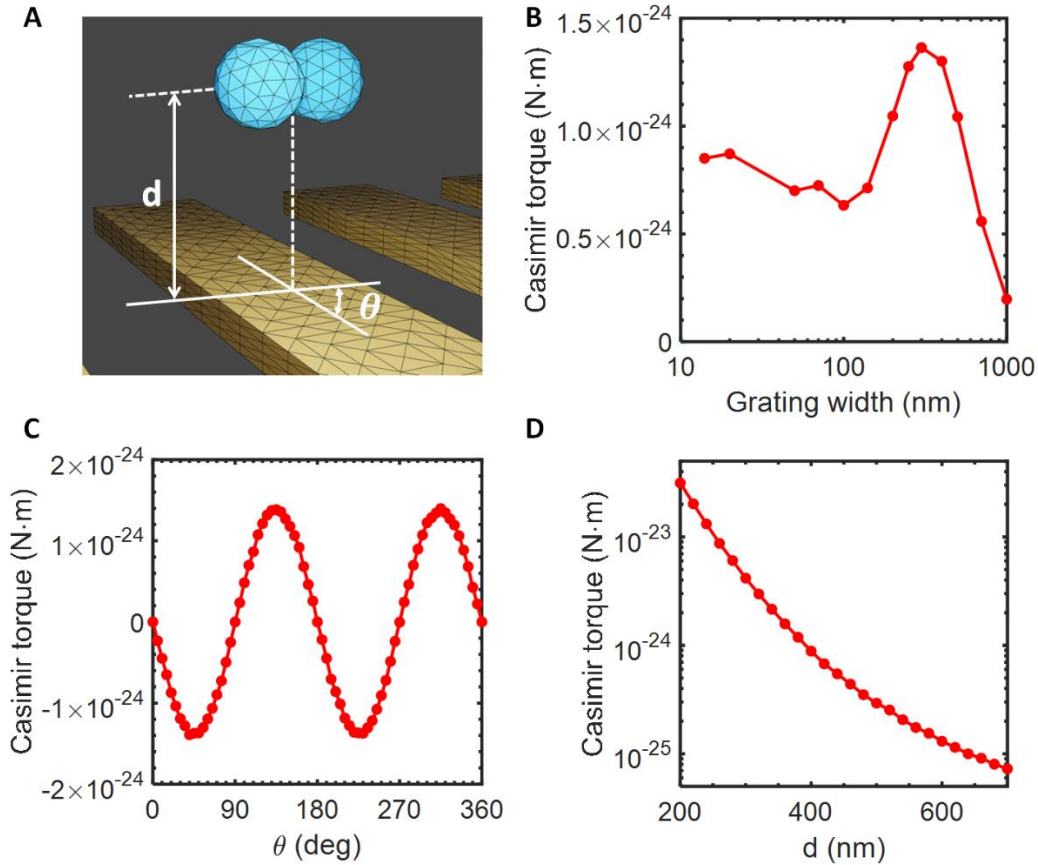 A
d
θ
B
Casimir torque (N·m)
1.5×10-24
1.0×10-24
0.5×10-24
0
10
100
1000
Grating width (nm)
C
Casimir torque (N·m)
2×10-24
1×10-24
0
-1×10-24
-2×10-24
0
90
180
270
360
θ (deg)
D
Casimir torque (N·m)
10-23
10-24
10-25
200
400
600
d (nm)